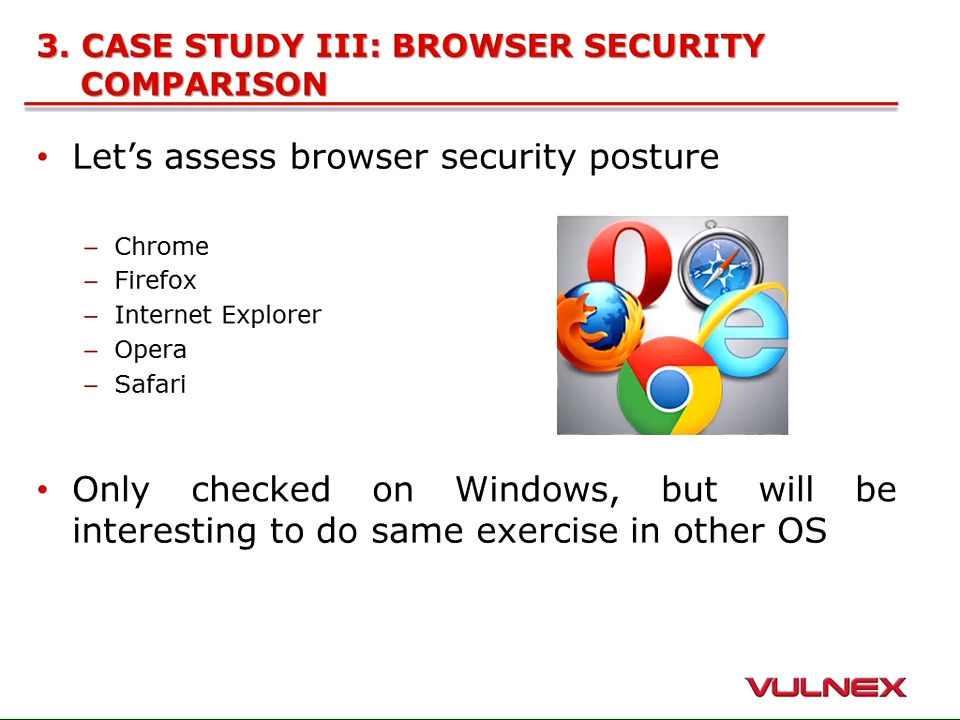 3. CASE STUDY III: BROWSER SECURITY
COMPARISON
• Let’s assess browser security posture
– Chrome
– Firefox
– Internet Explorer
– Opera
– Safari
• Only checked on Windows, but will be
interesting to do same exercise in other OS
VULNEX